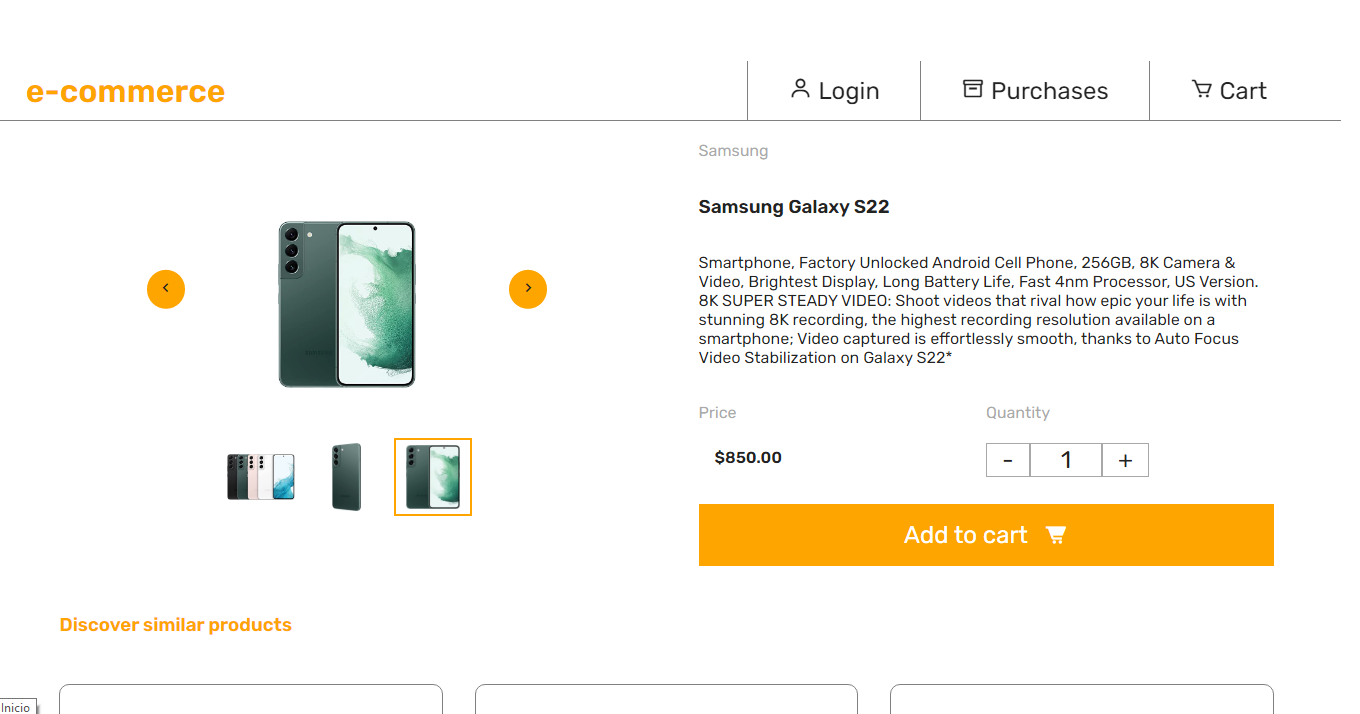 e-commerce
Login
Purchases
Cart
Samsung
Samsung Galaxy S22
Smartphone, Factory Unlocked Android Cell Phone, 256GB, 8K Camera &
Video, Brightest Display, Long Battery Life, Fast 4nm Processor, US Version.
8K SUPER STEADY VIDEO: Shoot videos that rival how epic your life is with
stunning 8K recording, the highest recording resolution available on a
smartphone; Video captured is effortlessly smooth, thanks to Auto Focus
Video Stabilization on Galaxy S22*
Price
Quantity
$850.00
- 1 +
Add to cart
Discover similar products
Inicio